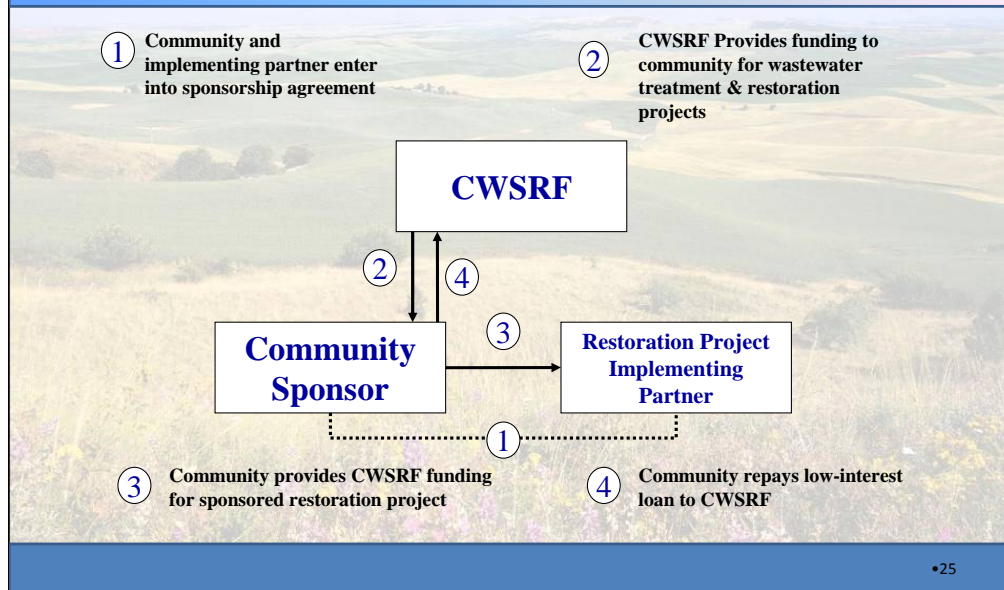 1
Community and
implementing partner enter
into sponsorship agreement
2
CWSRF Provides funding to
community for wastewater
treatment & restoration
projects
CWSRF
2
4
Community
Sponsor
3
Restoration Project
Implementing
Partner
1
3
Community provides CWSRF funding
for sponsored restoration project
4
Community repays low-interest
loan to CWSRF
•25